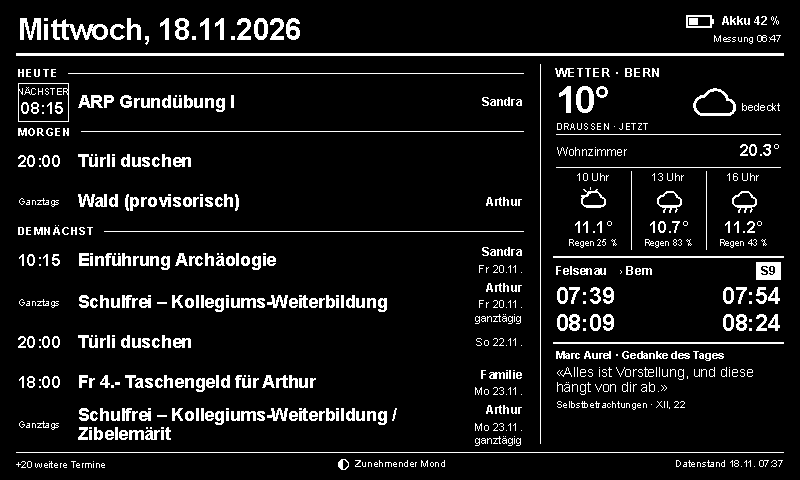 Mittwoch, 18.11.2026
Akku 42 %
Messung 06:47
HEUTE
NÄCHSTER
08:15 ARP Grundübung I Sandra
MORGEN
20:00 Türli duschen
Ganztags Wald (provisorisch) Arthur
DEMNÄCHST
10:15 Einführung Archäologie Sandra
Fr 20.11.
Ganztags Schulfrei – Kollegiums-Weiterbildung Arthur
Fr 20.11.
ganztägig
20:00 Türli duschen So 22.11.
18:00 Fr 4.- Taschengeld für Arthur Familie
Mo 23.11.
Ganztags Schulfrei – Kollegiums-Weiterbildung / Arthur
Zibelemärit Mo 23.11.
ganztägig
WETTER · BERN
10° bedeckt
DRAUSSEN · JETZT
Wohnzimmer 20.3°
10 Uhr 13 Uhr 16 Uhr
11.1° 10.7° 11.2°
Regen 25 % Regen 83 % Regen 43 %
Felsenau › Bern S9
07:39 07:54
08:09 08:24
Marc Aurel · Gedanke des Tages
«Alles ist Vorstellung, und diese
hängt von dir ab.»
Selbstbetrachtungen · XII, 22
+20 weitere Termine
Zunehmender Mond
Datenstand 18.11. 07:37